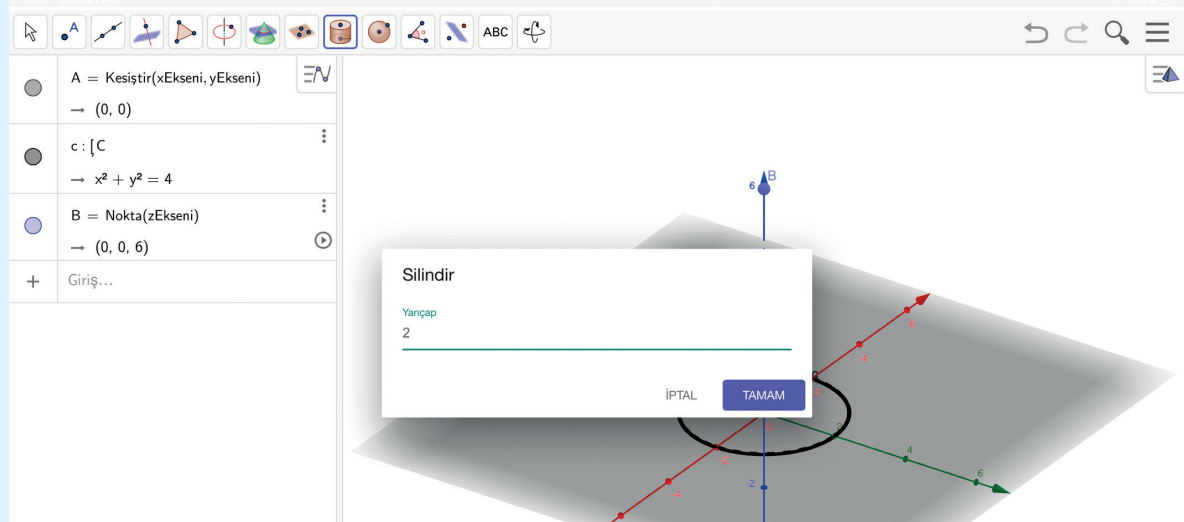 A
ABC
A = Kesiştir(xEkseni, yEkseni)
→ (0, 0)
c : ⁅C
→ x² + y² = 4
B = Nokta(zEkseni)
→ (0, 0, 6)
+ Giriş...
6 B
Silindir
Yarıçap
2
İPTAL
TAMAM
4
2
4
6
-2